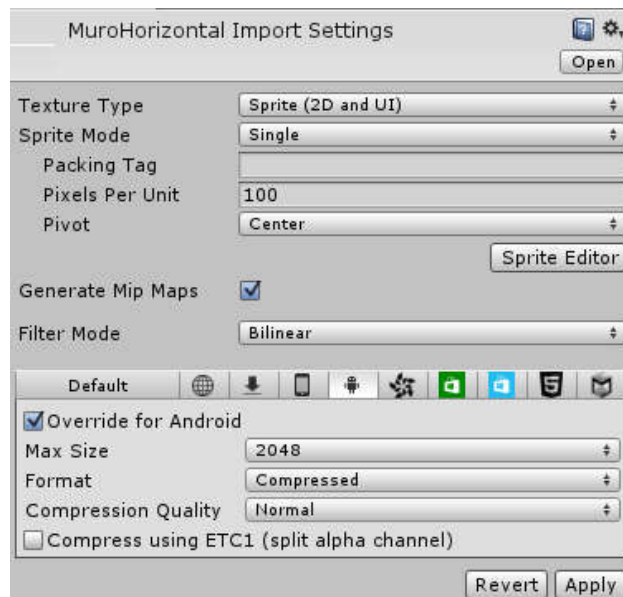 MuroHorizontal Import Settings
Open
Texture Type Sprite (2D and UI)
Sprite Mode Single
Packing Tag
Pixels Per Unit 100
Pivot Center
Sprite Editor
Generate Mip Maps
Filter Mode Bilinear
Default
Override for Android
Max Size 2048
Format Compressed
Compression Quality Normal
Compress using ETC1 (split alpha channel)
Revert Apply